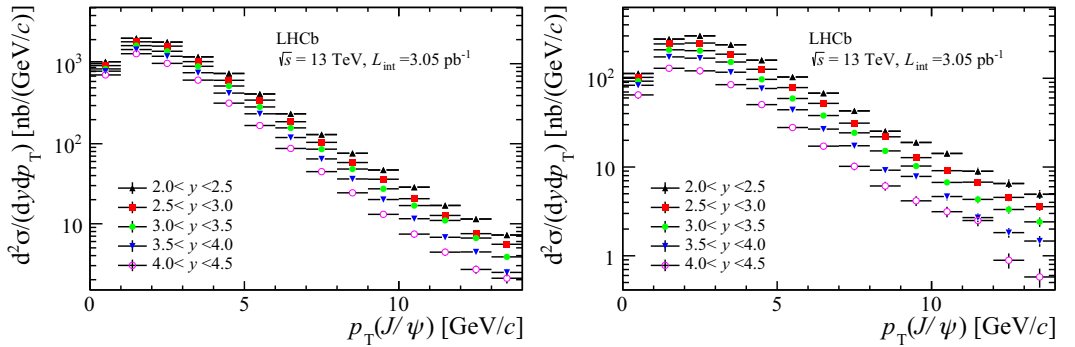 d²σ/(dydp_T) [nb/(GeV/c)]
10³
10²
10
LHCb
√s = 13 TeV, L_int =3.05 pb⁻¹
2.0< y <2.5
2.5< y <3.0
3.0< y <3.5
3.5< y <4.0
4.0< y <4.5
0 5 10
p_T(J/ψ) [GeV/c]
d²σ/(dydp_T) [nb/(GeV/c)]
10²
10
1
LHCb
√s = 13 TeV, L_int =3.05 pb⁻¹
2.0< y <2.5
2.5< y <3.0
3.0< y <3.5
3.5< y <4.0
4.0< y <4.5
0 5 10
p_T(J/ψ) [GeV/c]